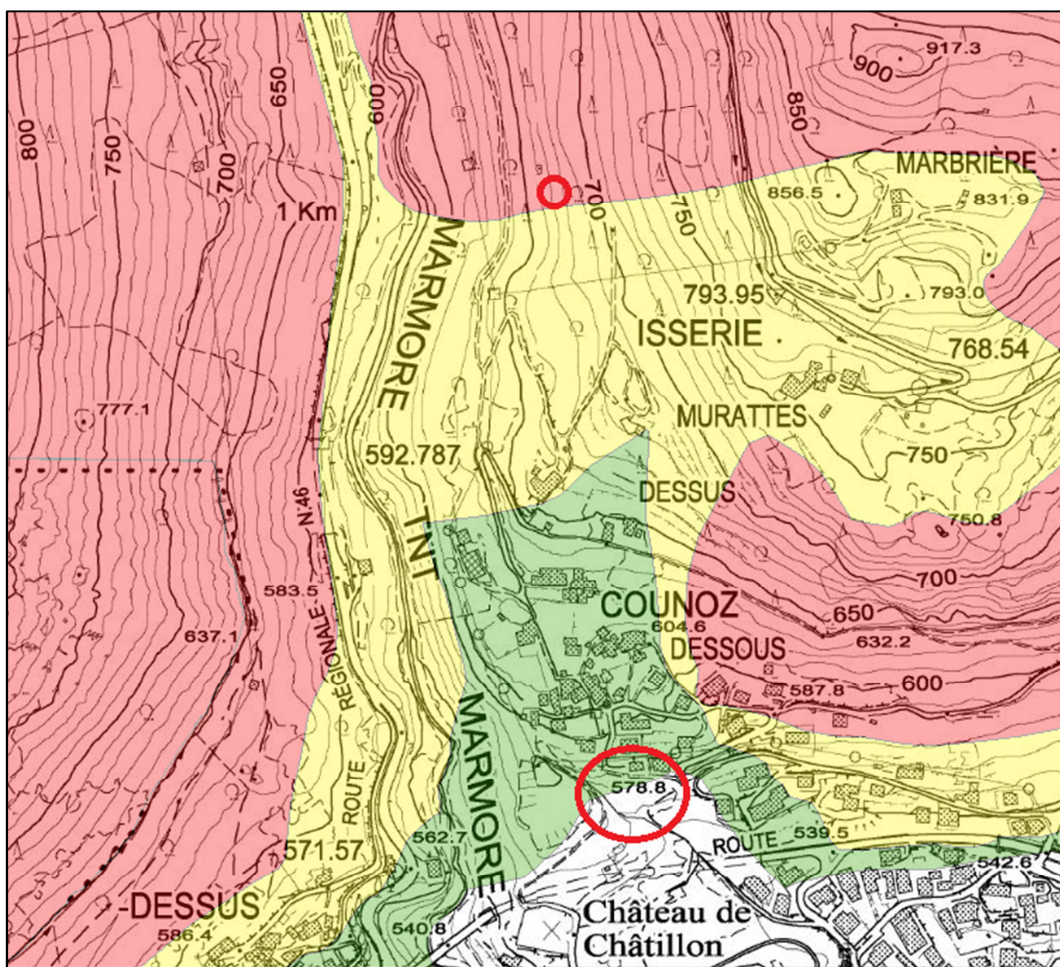 917.3
900
850
600
650
750
800
700
MARBRIÈRE
856.5
831.9
1 Km
700
750
MARMORE
793.95
793.0
ISSERIE
768.54
777.1
MURATTES
592.787
750
DESSUS
750.8
TNT
700
583.5
N.46
COUNOZ
650
604.6
637.1
632.2
DESSOUS
600
587.8
RÉGIONALE
MARMORE
578.8
ROUTE
562.7
ROUTE
539.5
571.57
542.6
-DESSUS
586.4
540.8
Château de
Châtillon